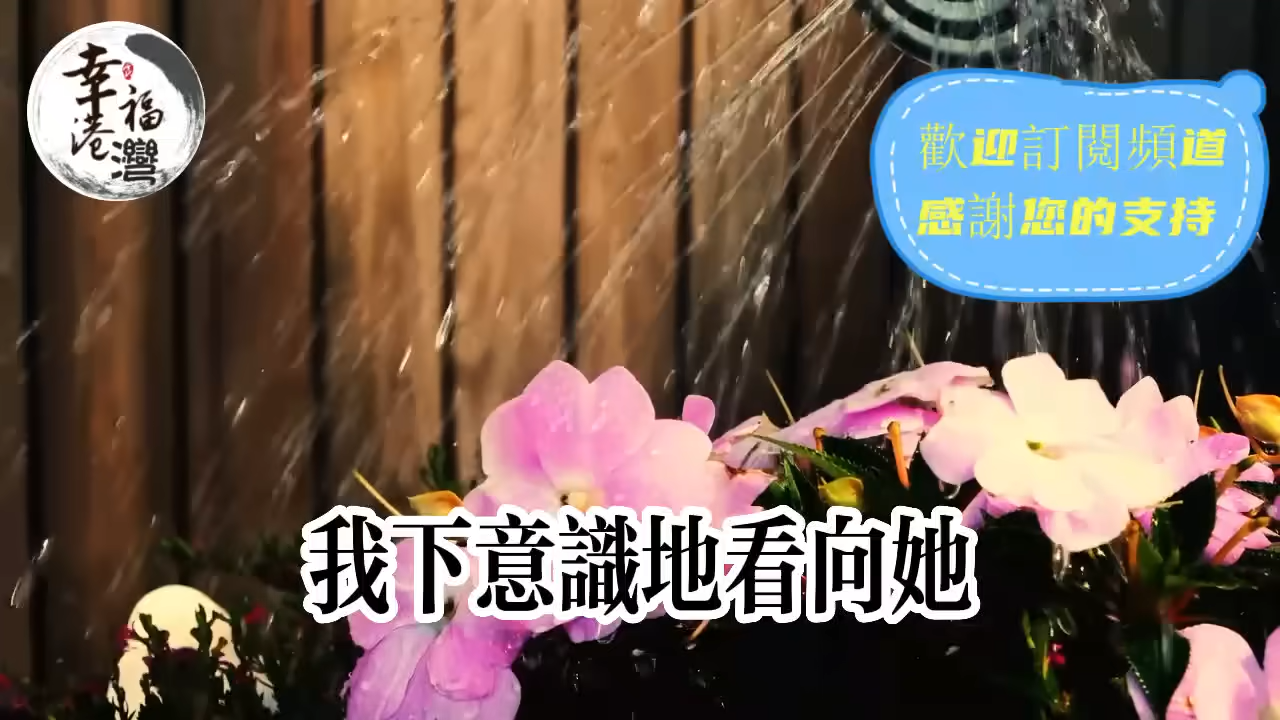 幸福
港灣
歡迎訂閱頻道
感謝您的支持
我下意識地看向她